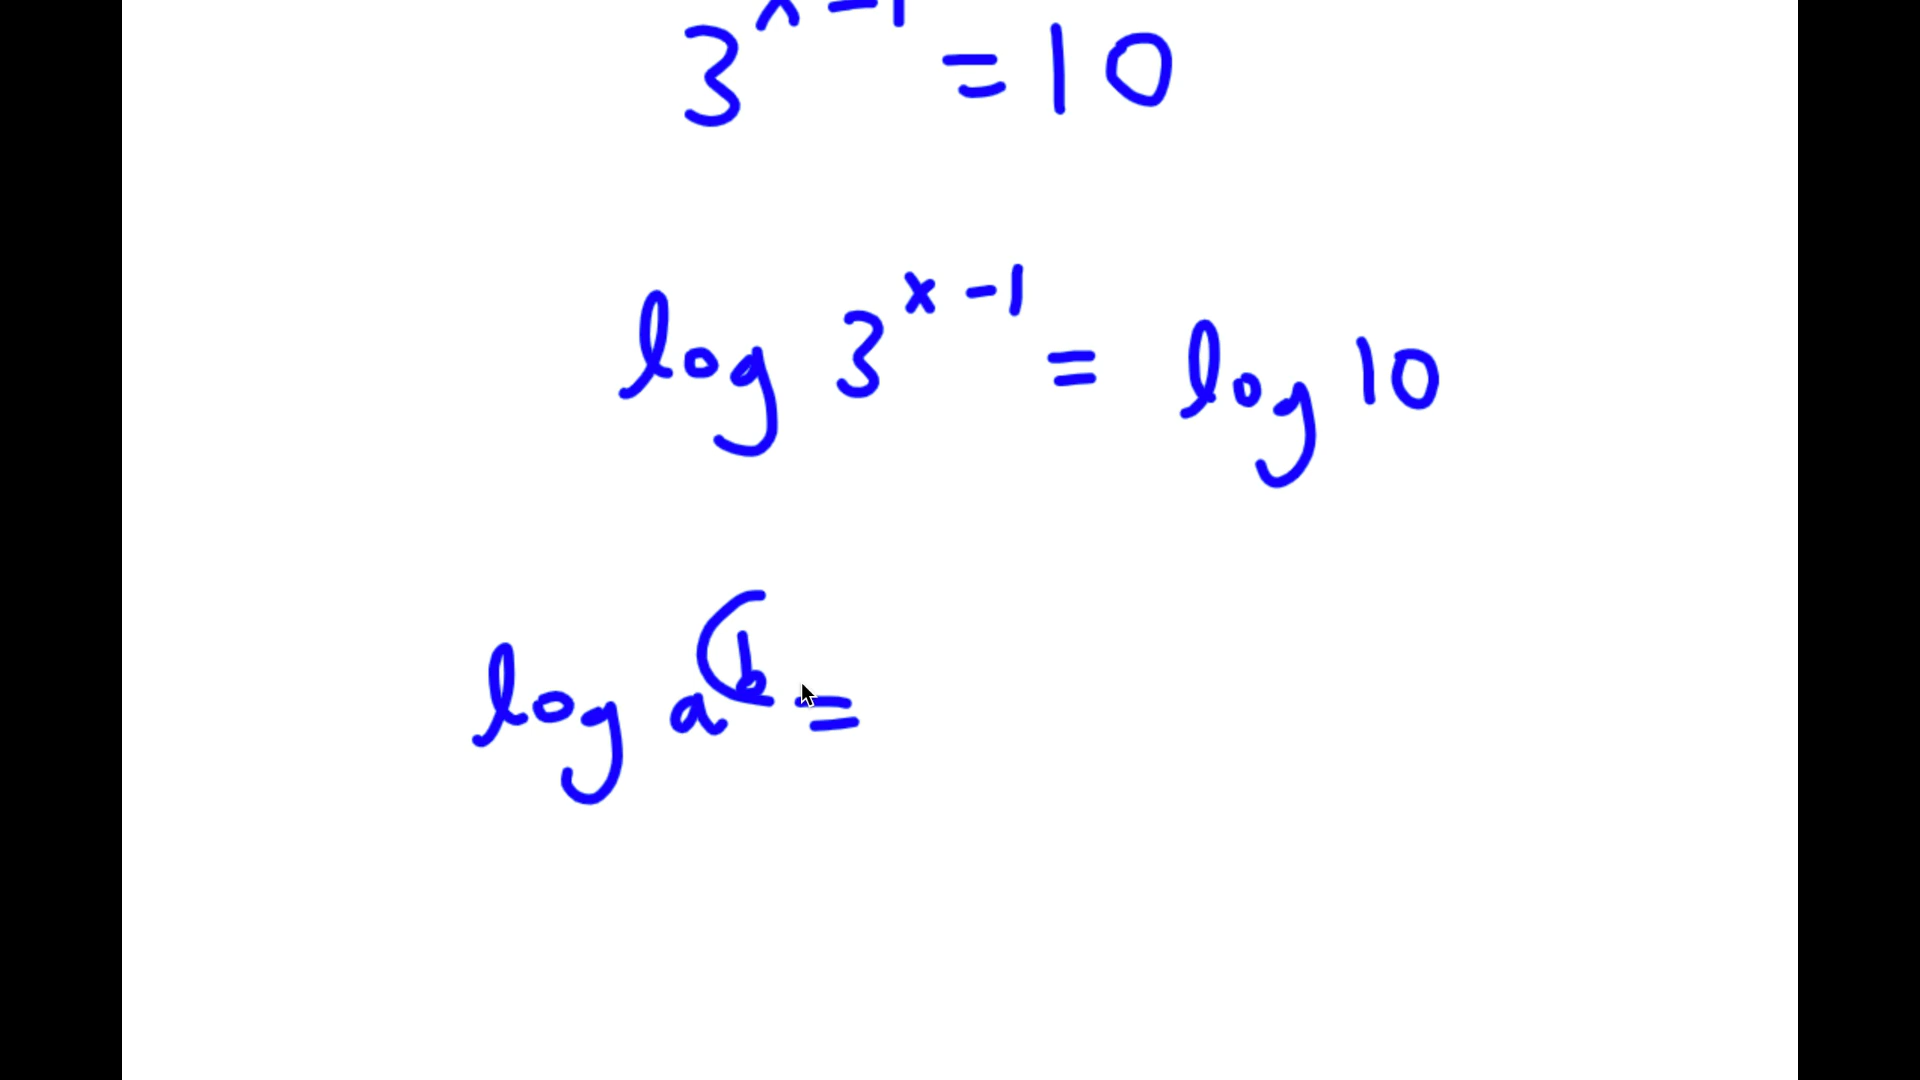 3^{x-1} = 10
log 3^{x-1} = log 10
log a^{(b} =